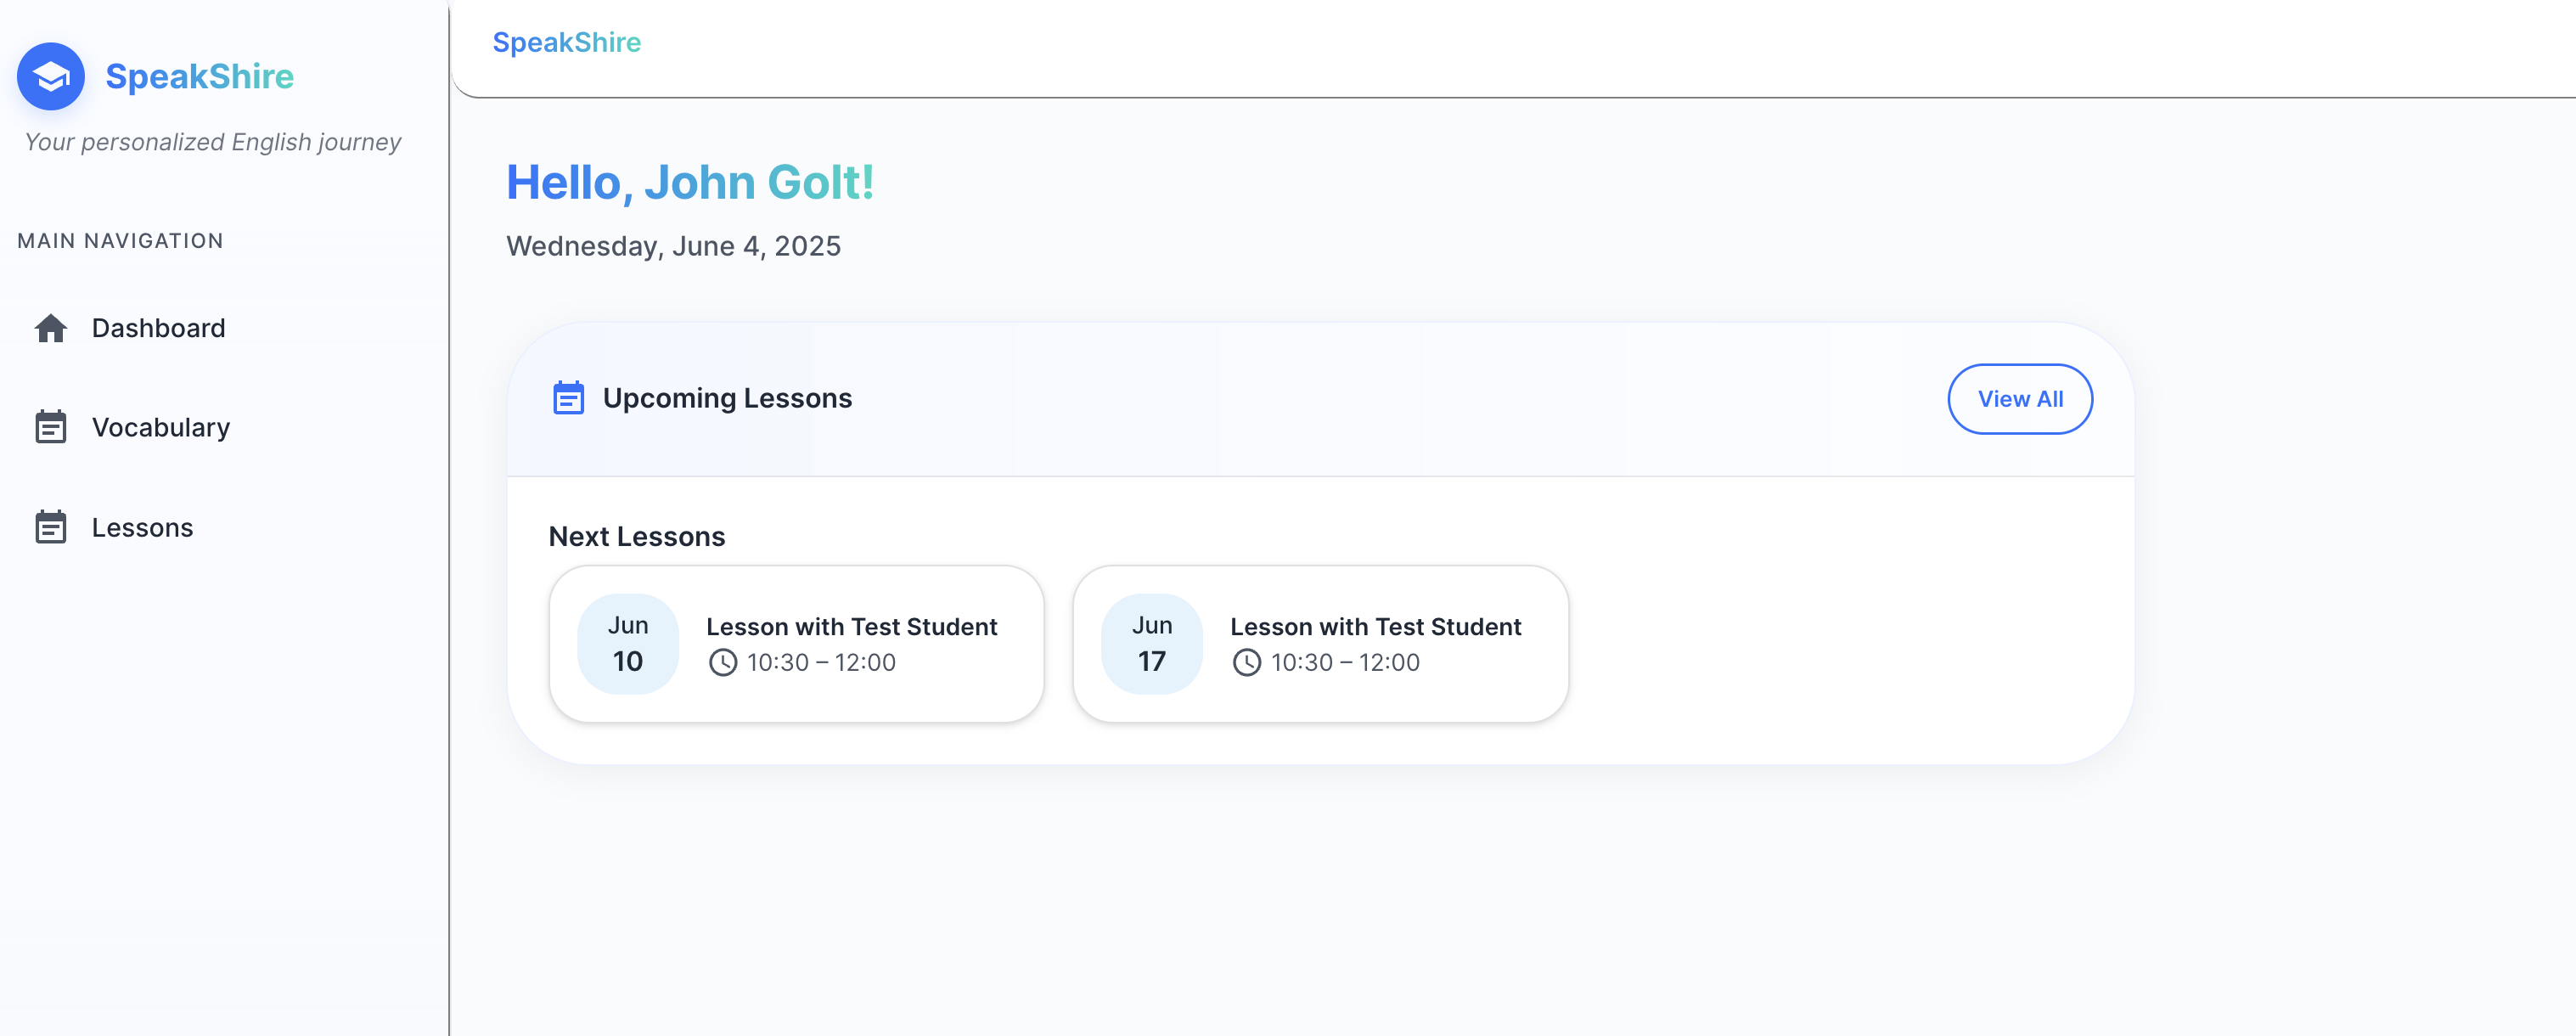 SpeakShire
Your personalized English journey
MAIN NAVIGATION
Dashboard
Vocabulary
Lessons
SpeakShire
Hello, John Golt!
Wednesday, June 4, 2025
Upcoming Lessons
View All
Next Lessons
Jun
10
Lesson with Test Student
10:30 – 12:00
Jun
17
Lesson with Test Student
10:30 – 12:00